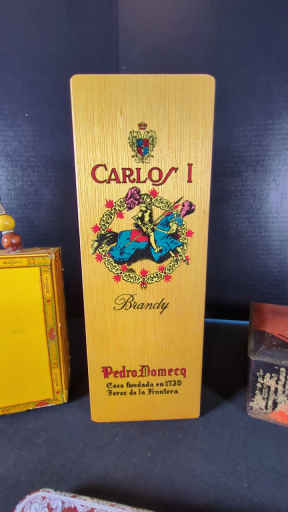 CARLOS I
Brandy
Pedro Domecq
Casa fundada en 1730
Jerez de la Frontera